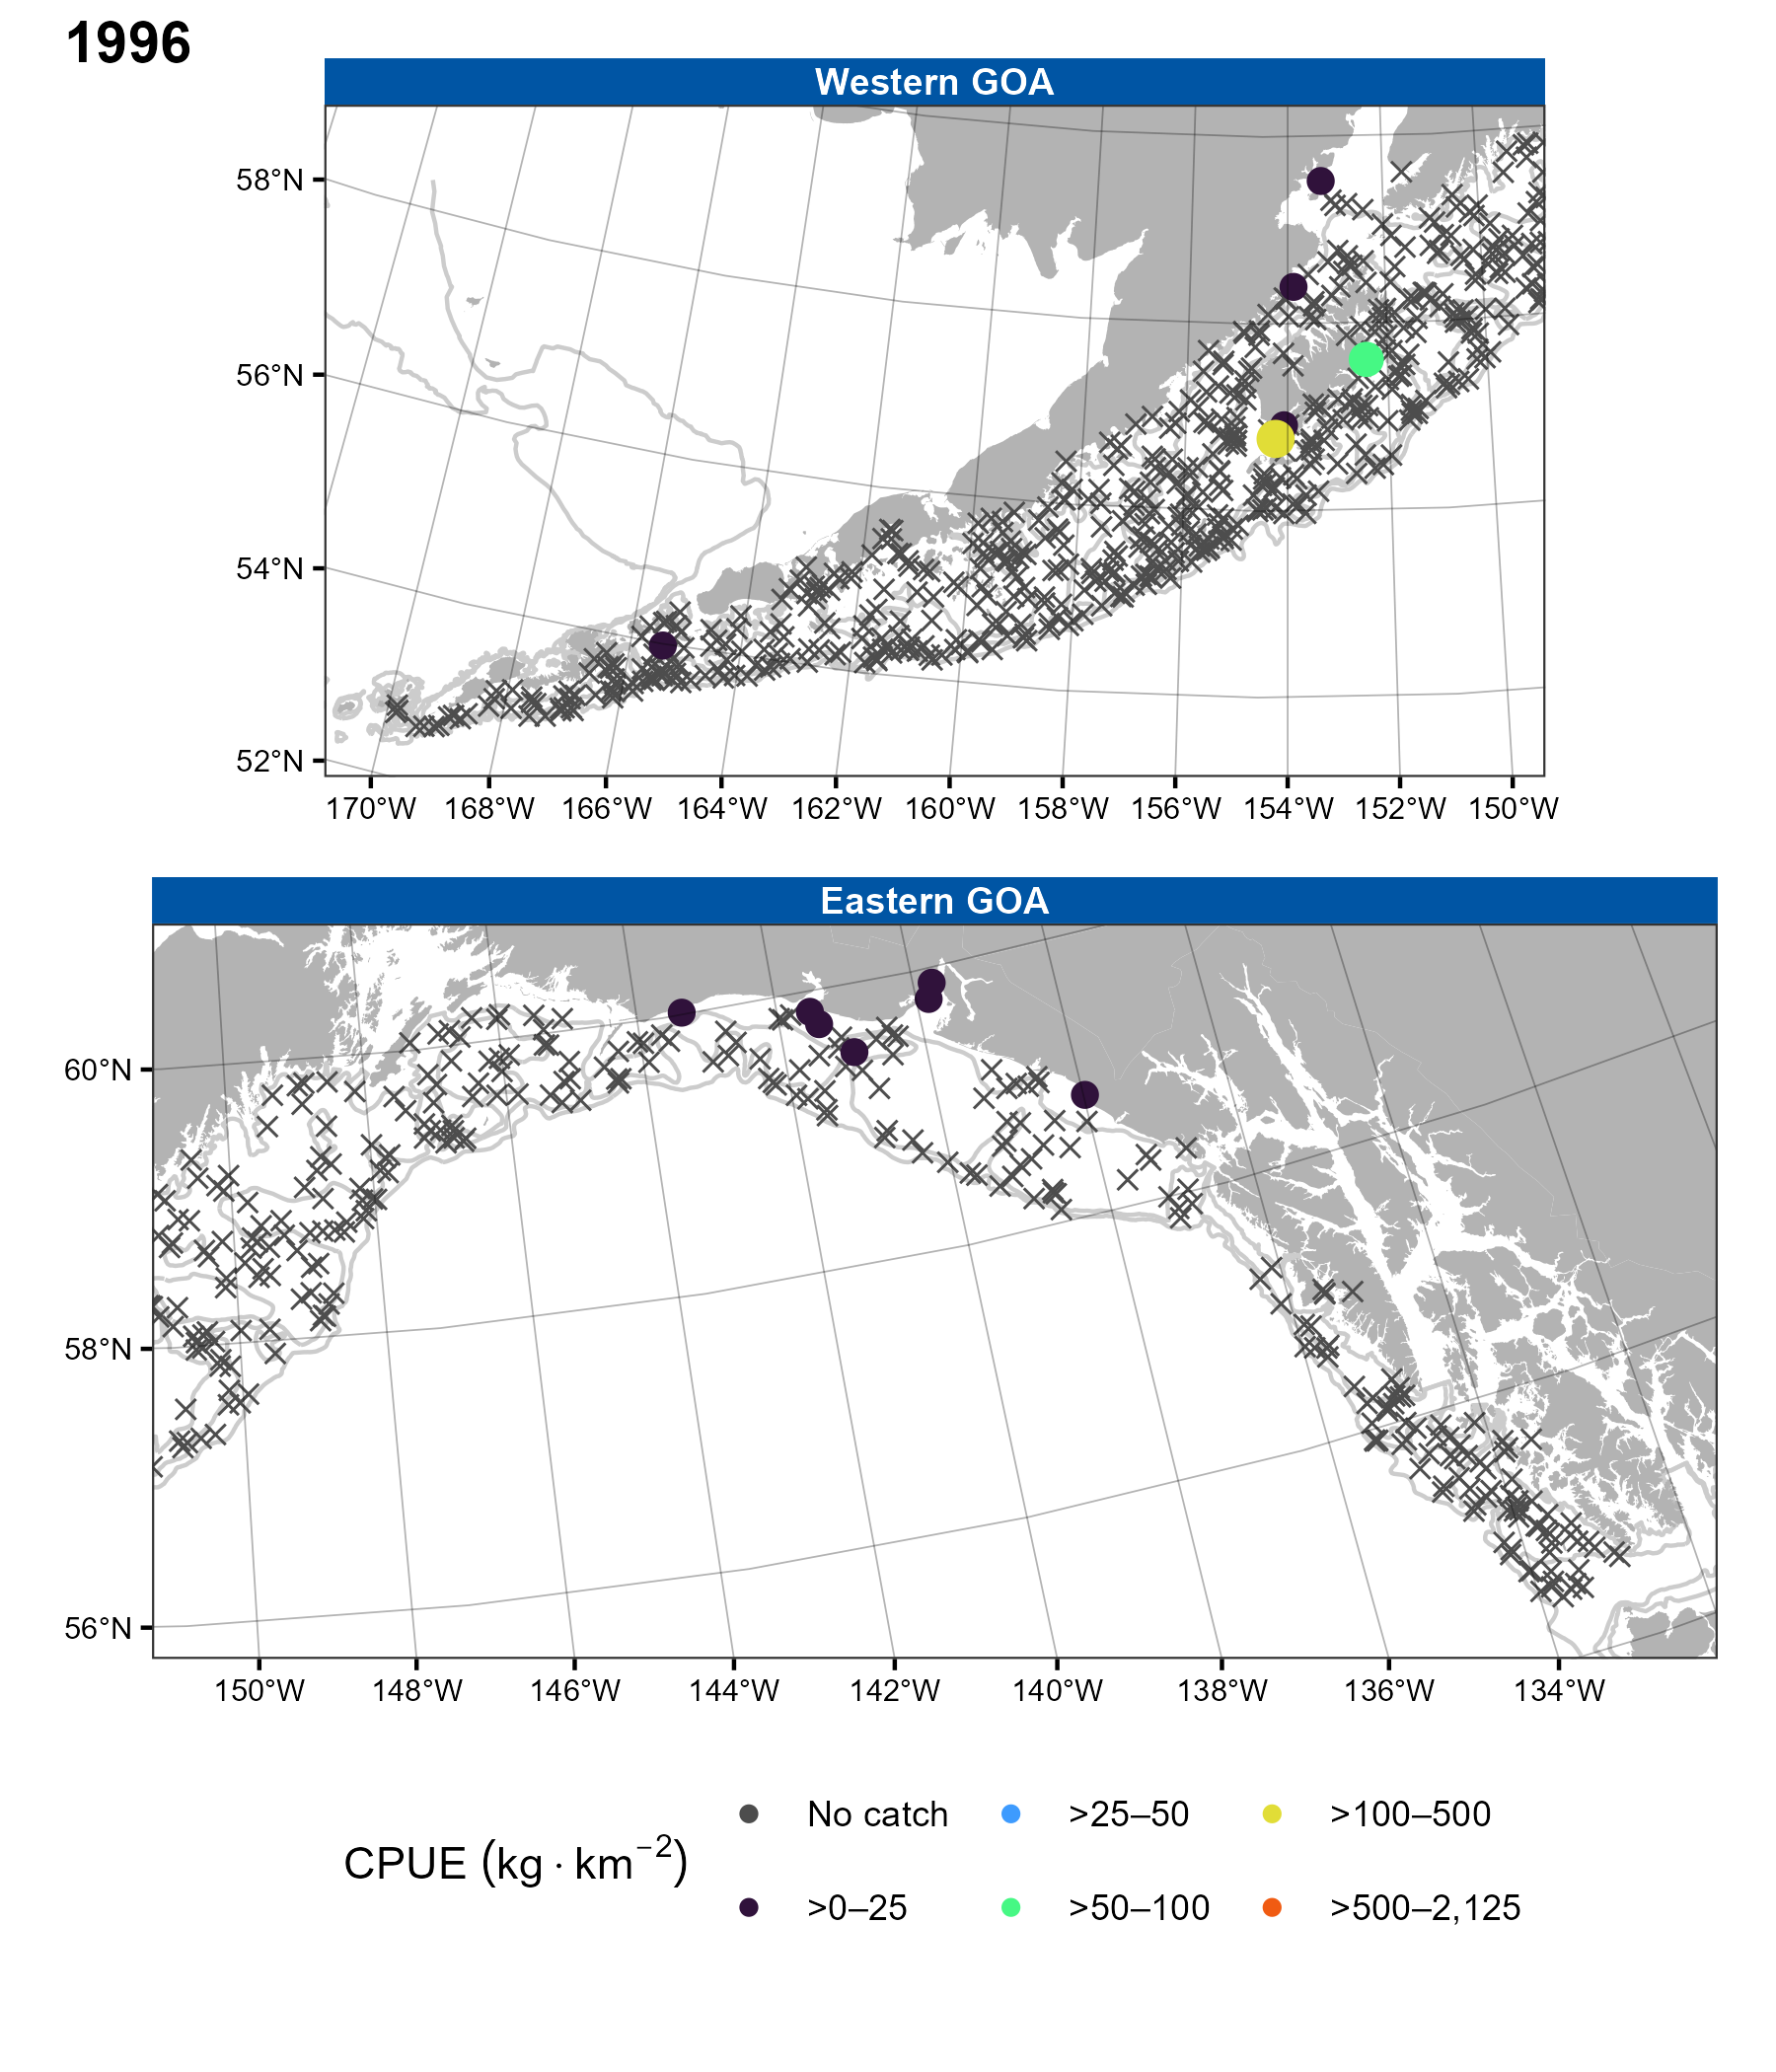 1996
Western GOA
58°N
56°N
54°N
52°N
170°W 168°W 166°W 164°W 162°W 160°W 158°W 156°W 154°W 152°W 150°W
Eastern GOA
60°N
58°N
56°N
150°W 148°W 146°W 144°W 142°W 140°W 138°W 136°W 134°W
CPUE (kg · km⁻²)
No catch >25–50 >100–500
>0–25 >50–100 >500–2,125